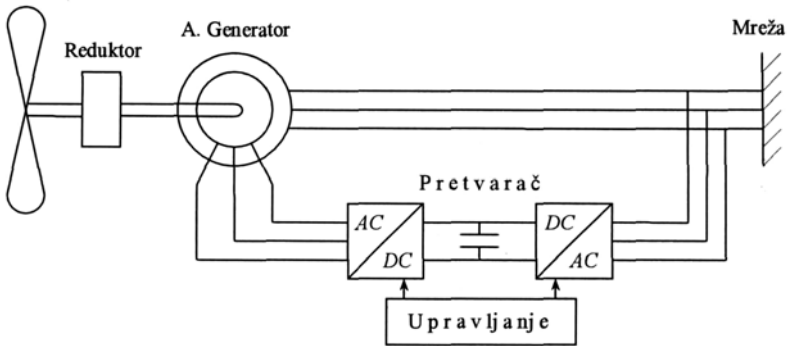 A. Generator
Mreža
Reduktor
Pretvarač
AC
DC
DC
AC
Upravljanje